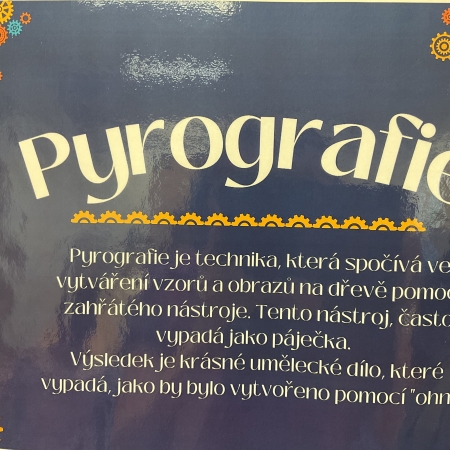 Pyrografie
Pyrografie je technika, která spočívá ve
vytváření vzorů a obrazů na dřevě pomoc
zahřátého nástroje. Tento nástroj, často
vypadá jako páječka.
Výsledek je krásné umělecké dílo, které
vypadá, jako by bylo vytvořeno pomocí "ohn